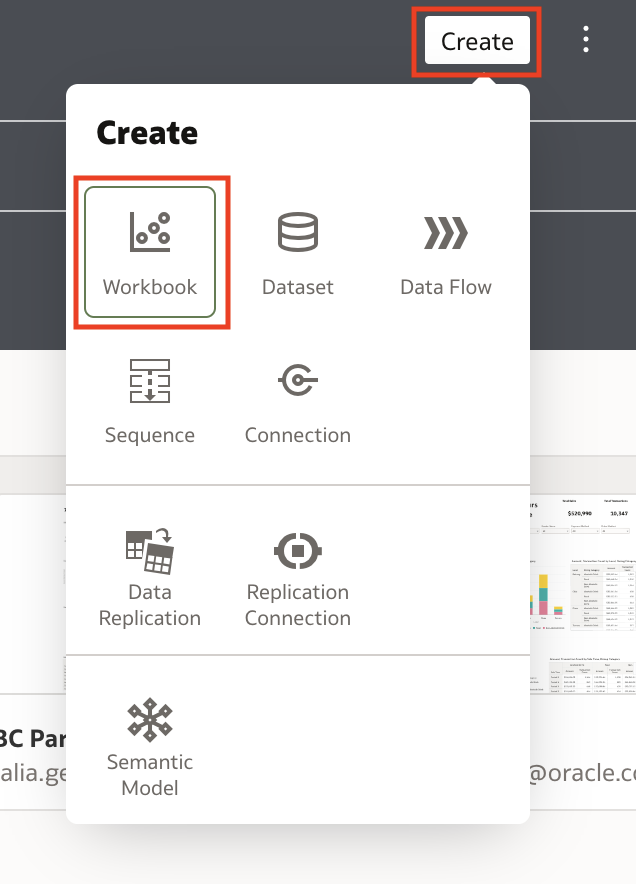 Create
Create
Workbook
Dataset
Data Flow
Sequence
Connection
Data
Replication
Replication
Connection
Semantic
Model
$520,990
10,347
BC Par
alia.ge
@oracle.co